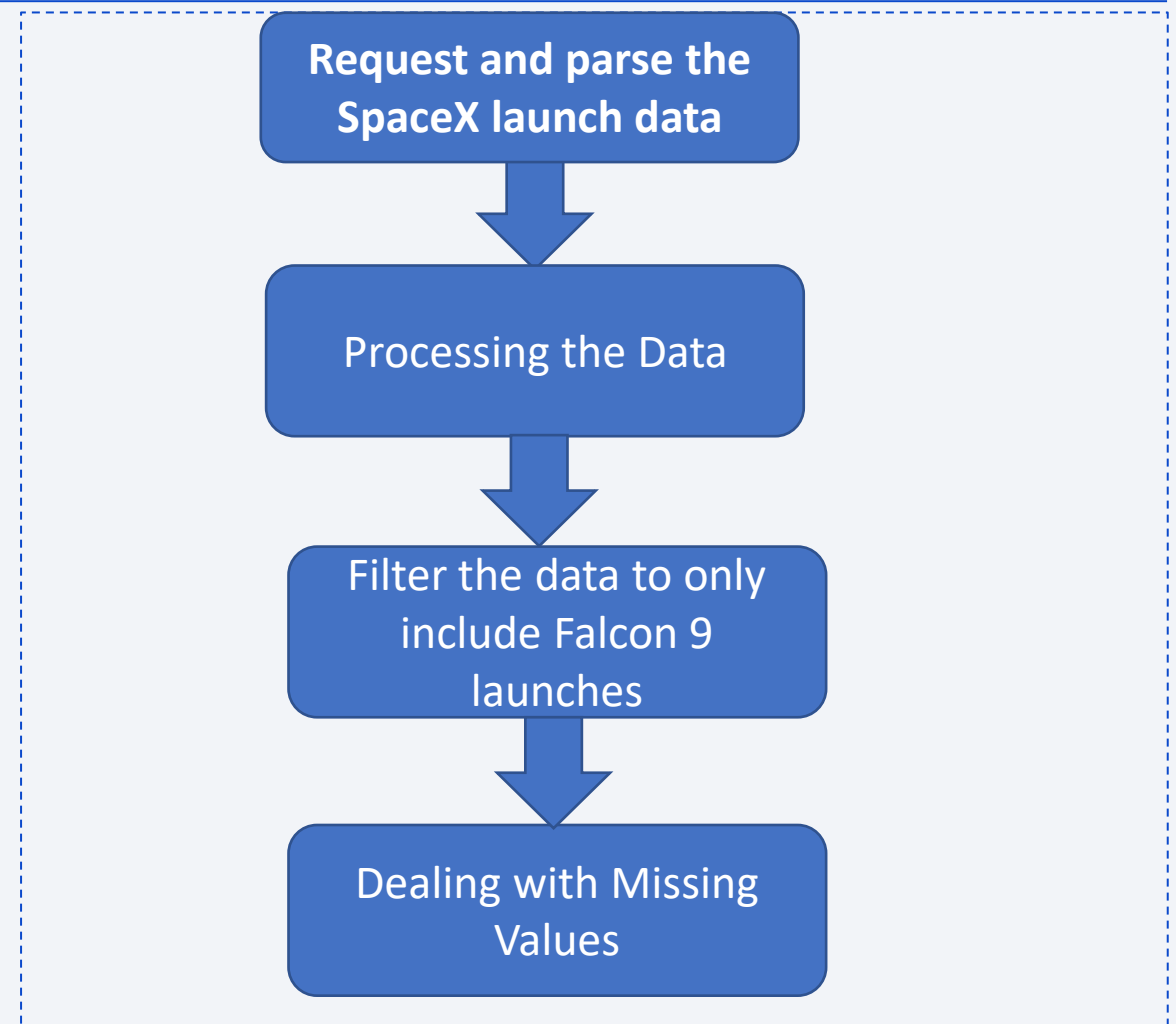 Request and parse the
SpaceX launch data
Processing the Data
Filter the data to only
include Falcon 9
launches
Dealing with Missing
Values